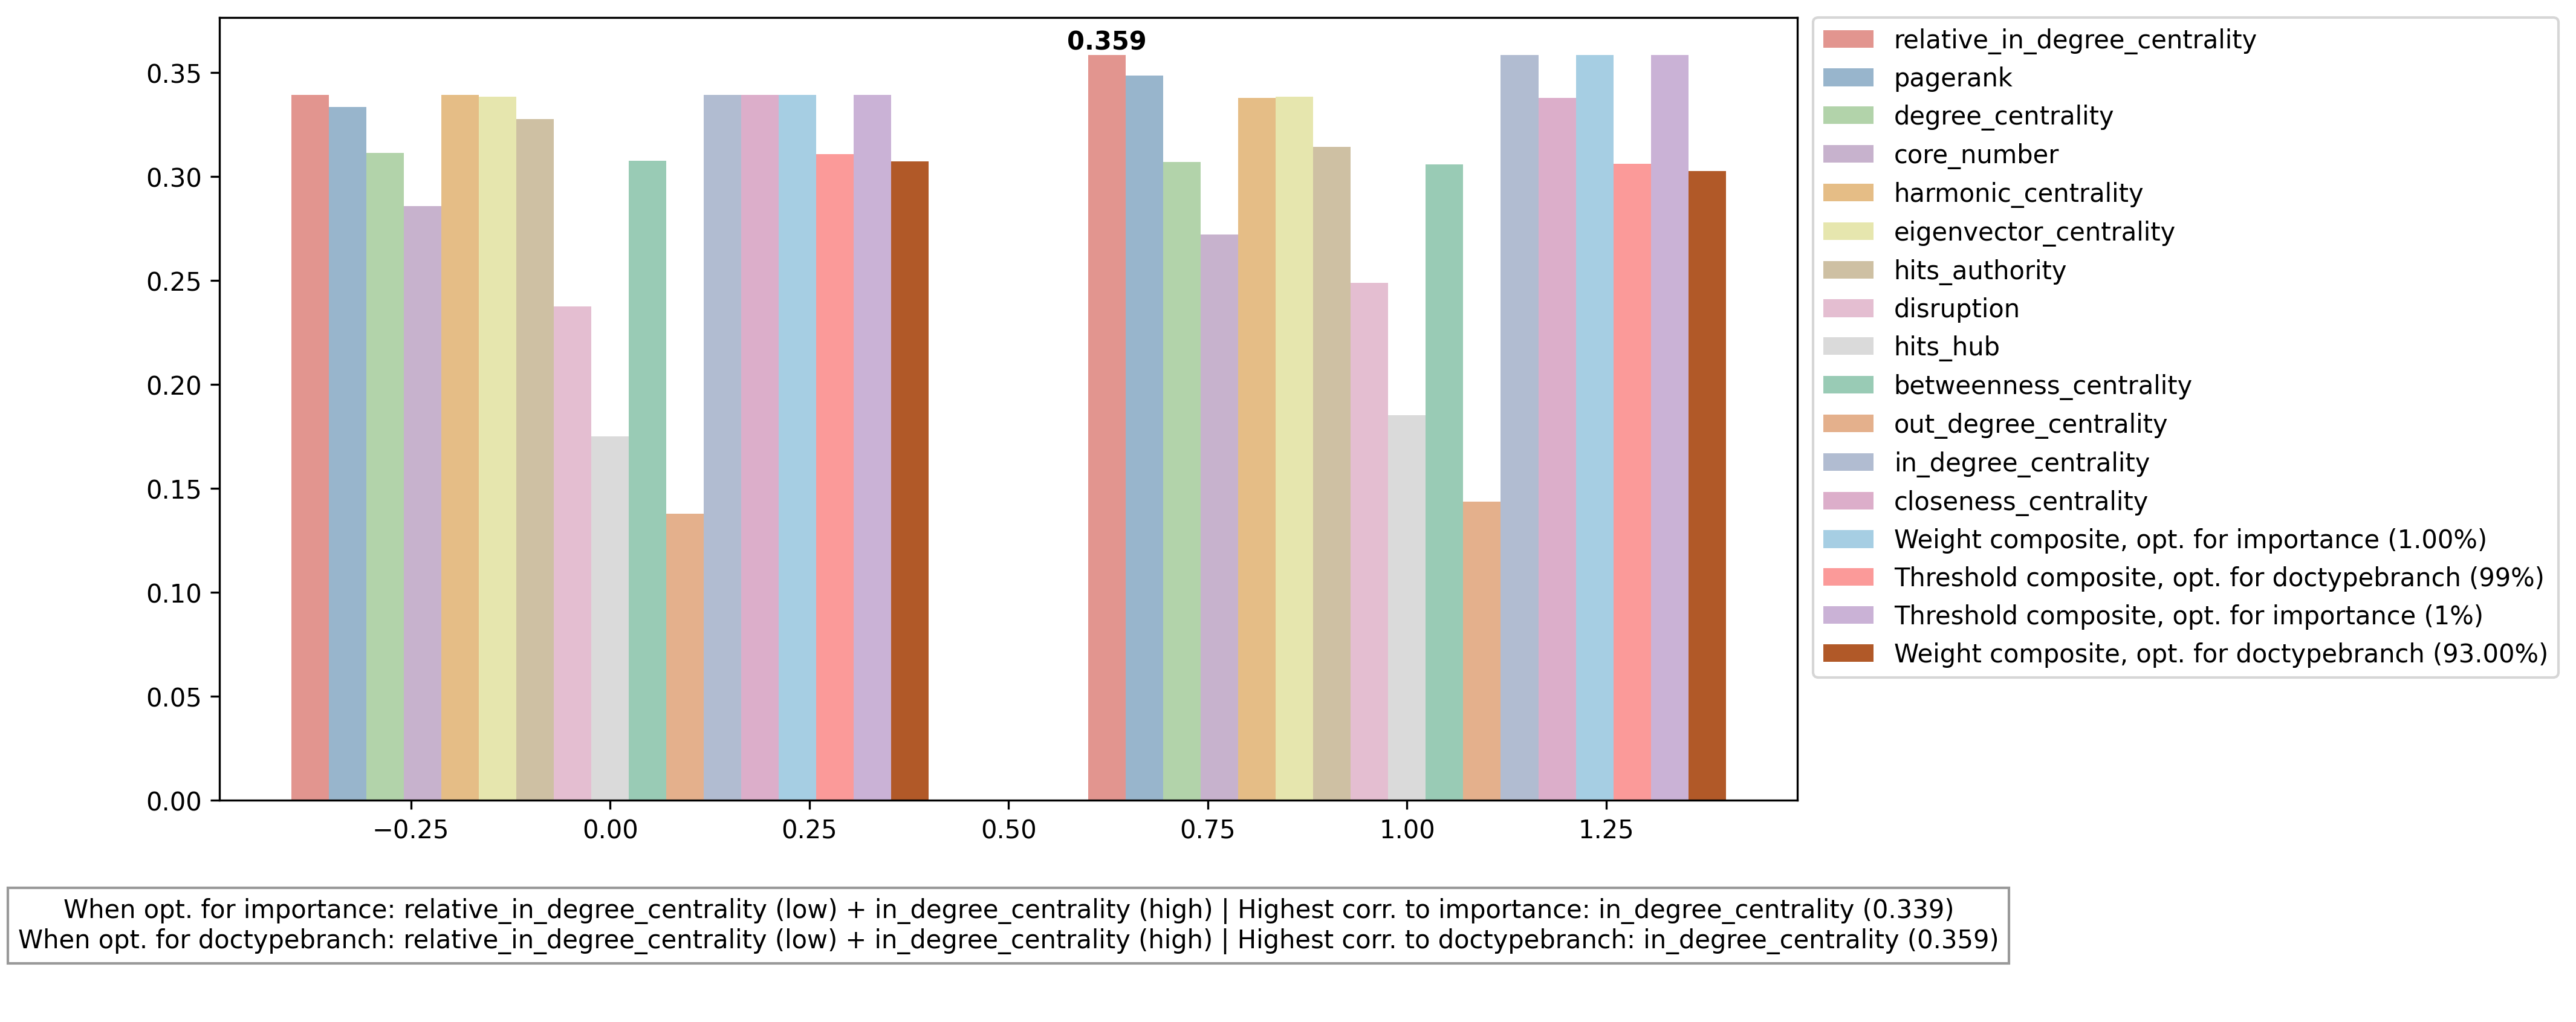 0.359
0.35
0.30
0.25
0.20
0.15
0.10
0.05
0.00
−0.25
0.00
0.25
0.50
0.75
1.00
1.25
relative_in_degree_centrality
pagerank
degree_centrality
core_number
harmonic_centrality
eigenvector_centrality
hits_authority
disruption
hits_hub
betweenness_centrality
out_degree_centrality
in_degree_centrality
closeness_centrality
Weight composite, opt. for importance (1.00%)
Threshold composite, opt. for doctypebranch (99%)
Threshold composite, opt. for importance (1%)
Weight composite, opt. for doctypebranch (93.00%)
When opt. for importance: relative_in_degree_centrality (low) + in_degree_centrality (high) | Highest corr. to importance: in_degree_centrality (0.339)
When opt. for doctypebranch: relative_in_degree_centrality (low) + in_degree_centrality (high) | Highest corr. to doctypebranch: in_degree_centrality (0.359)